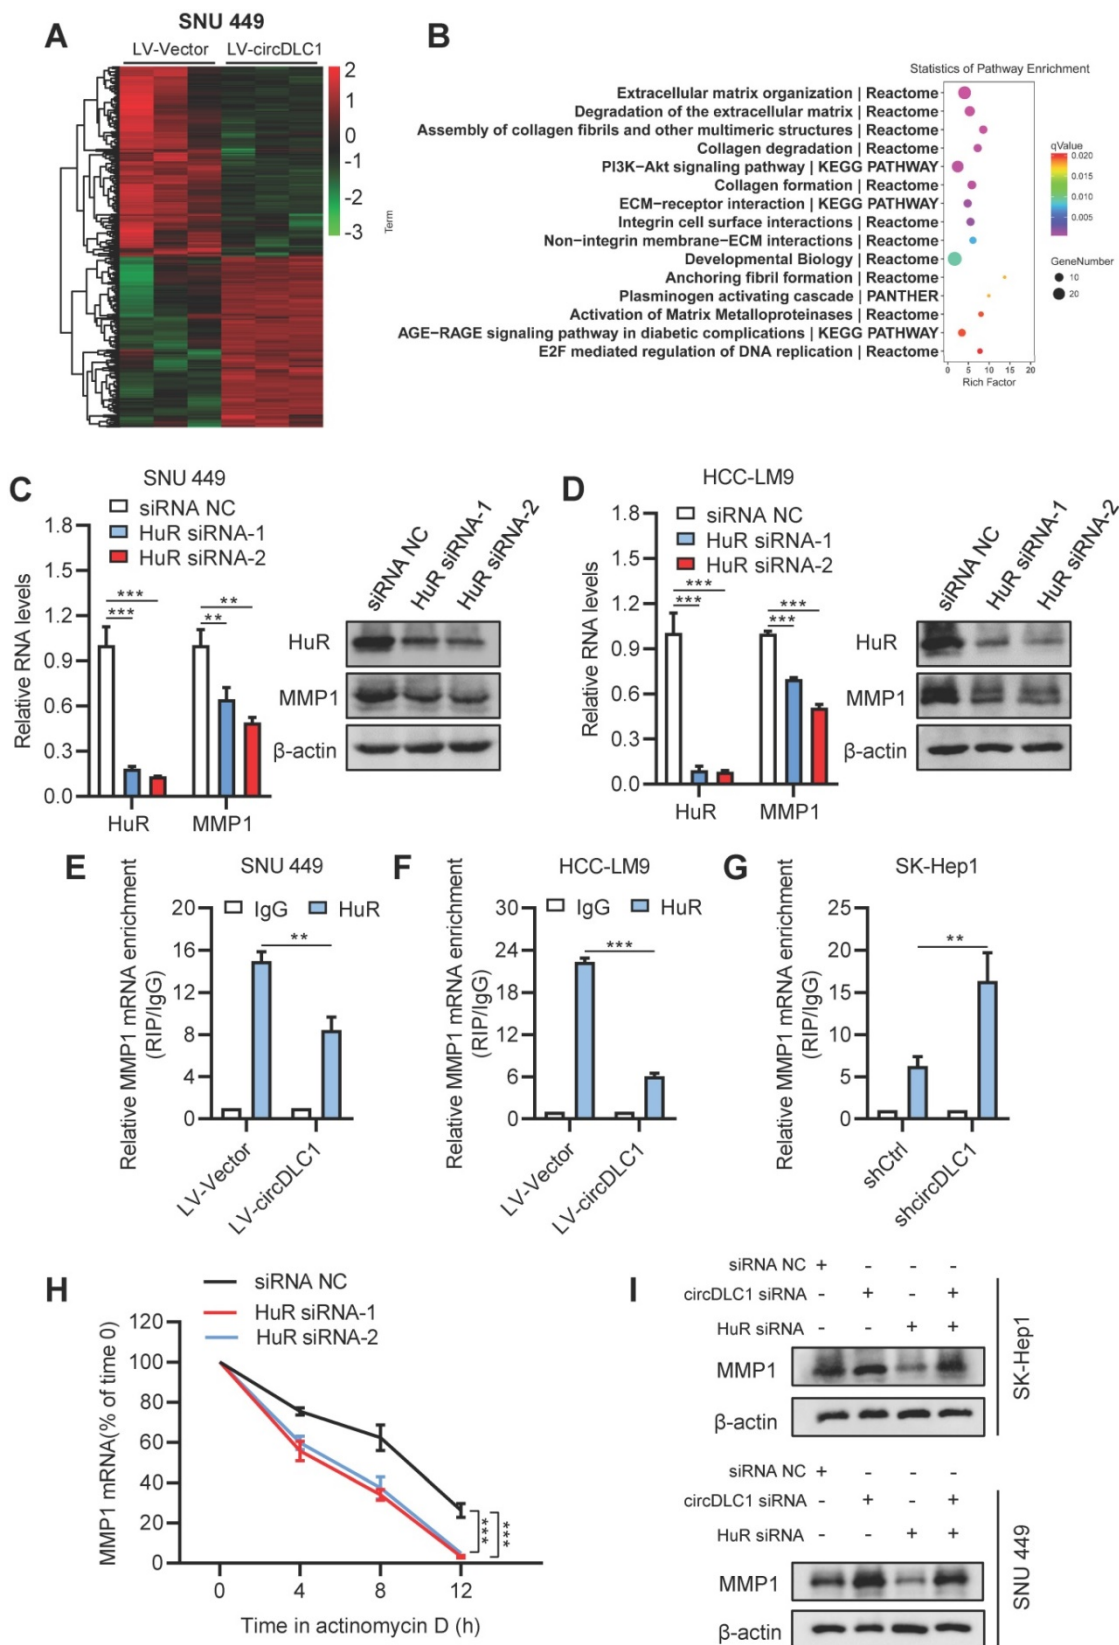 A
SNU 449
LV-Vector LV-circDLC1
2
1
0
-1
-2
-3
Term
B
Statistics of Pathway Enrichment
Extracellular matrix organization | Reactome
Degradation of the extracellular matrix | Reactome
Assembly of collagen fibrils and other multimeric structures | Reactome
Collagen degradation | Reactome
PI3K−Akt signaling pathway | KEGG PATHWAY
Collagen formation | Reactome
ECM−receptor interaction | KEGG PATHWAY
Integrin cell surface interactions | Reactome
Non-integrin membrane−ECM interactions | Reactome
Developmental Biology | Reactome
Anchoring fibril formation | Reactome
Plasminogen activating cascade | PANTHER
Activation of Matrix Metalloproteinases | Reactome
AGE−RAGE signaling pathway in diabetic complications | KEGG PATHWAY
E2F mediated regulation of DNA replication | Reactome
0 5 10 15 20
Rich Factor
qValue
0.020
0.015
0.010
0.005
GeneNumber
10
20
C
SNU 449
siRNA NC
HuR siRNA-1
HuR siRNA-2
Relative RNA levels
1.8
1.5
1.2
0.9
0.6
0.3
0.0
*** **
*** **
HuR MMP1
siRNA NC HuR siRNA-1 HuR siRNA-2
HuR
MMP1
β-actin
D
HCC-LM9
siRNA NC
HuR siRNA-1
HuR siRNA-2
Relative RNA levels
1.8
1.5
1.2
0.9
0.6
0.3
0.0
*** ***
*** ***
HuR MMP1
siRNA NC HuR siRNA-1 HuR siRNA-2
HuR
MMP1
β-actin
E
SNU 449
IgG HuR
Relative MMP1 mRNA enrichment
(RIP/IgG)
20
16
12
8
4
0
**
LV-Vector LV-circDLC1
F
HCC-LM9
IgG HuR
Relative MMP1 mRNA enrichment
(RIP/IgG)
30
24
18
12
6
0
***
LV-Vector LV-circDLC1
G
SK-Hep1
Relative MMP1 mRNA enrichment
(RIP/IgG)
25
20
15
10
5
0
**
shCtrl shcircDLC1
H
siRNA NC
HuR siRNA-1
HuR siRNA-2
MMP1 mRNA(% of time 0)
120
100
80
60
40
20
0
*** ***
0 4 8 12
Time in actinomycin D (h)
I
siRNA NC + - - -
circDLC1 siRNA - + - +
HuR siRNA - - + +
MMP1
β-actin
SK-Hep1
siRNA NC + - - -
circDLC1 siRNA - + - +
HuR siRNA - - + +
MMP1
β-actin
SNU 449